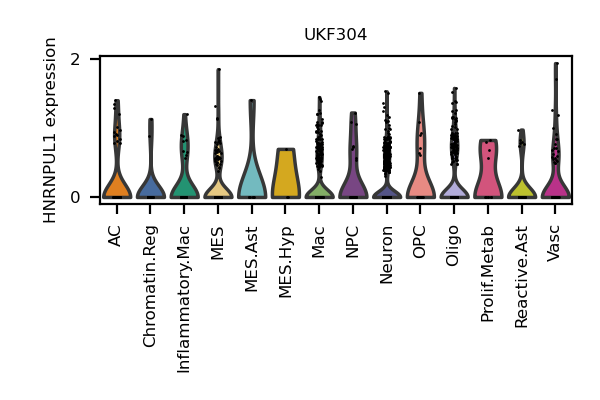 UKF304
HNRNPUL1 expression
2
0
AC
Chromatin.Reg
Inflammatory.Mac
MES
MES.Ast
MES.Hyp
Mac
NPC
Neuron
OPC
Oligo
Prolif.Metab
Reactive.Ast
Vasc